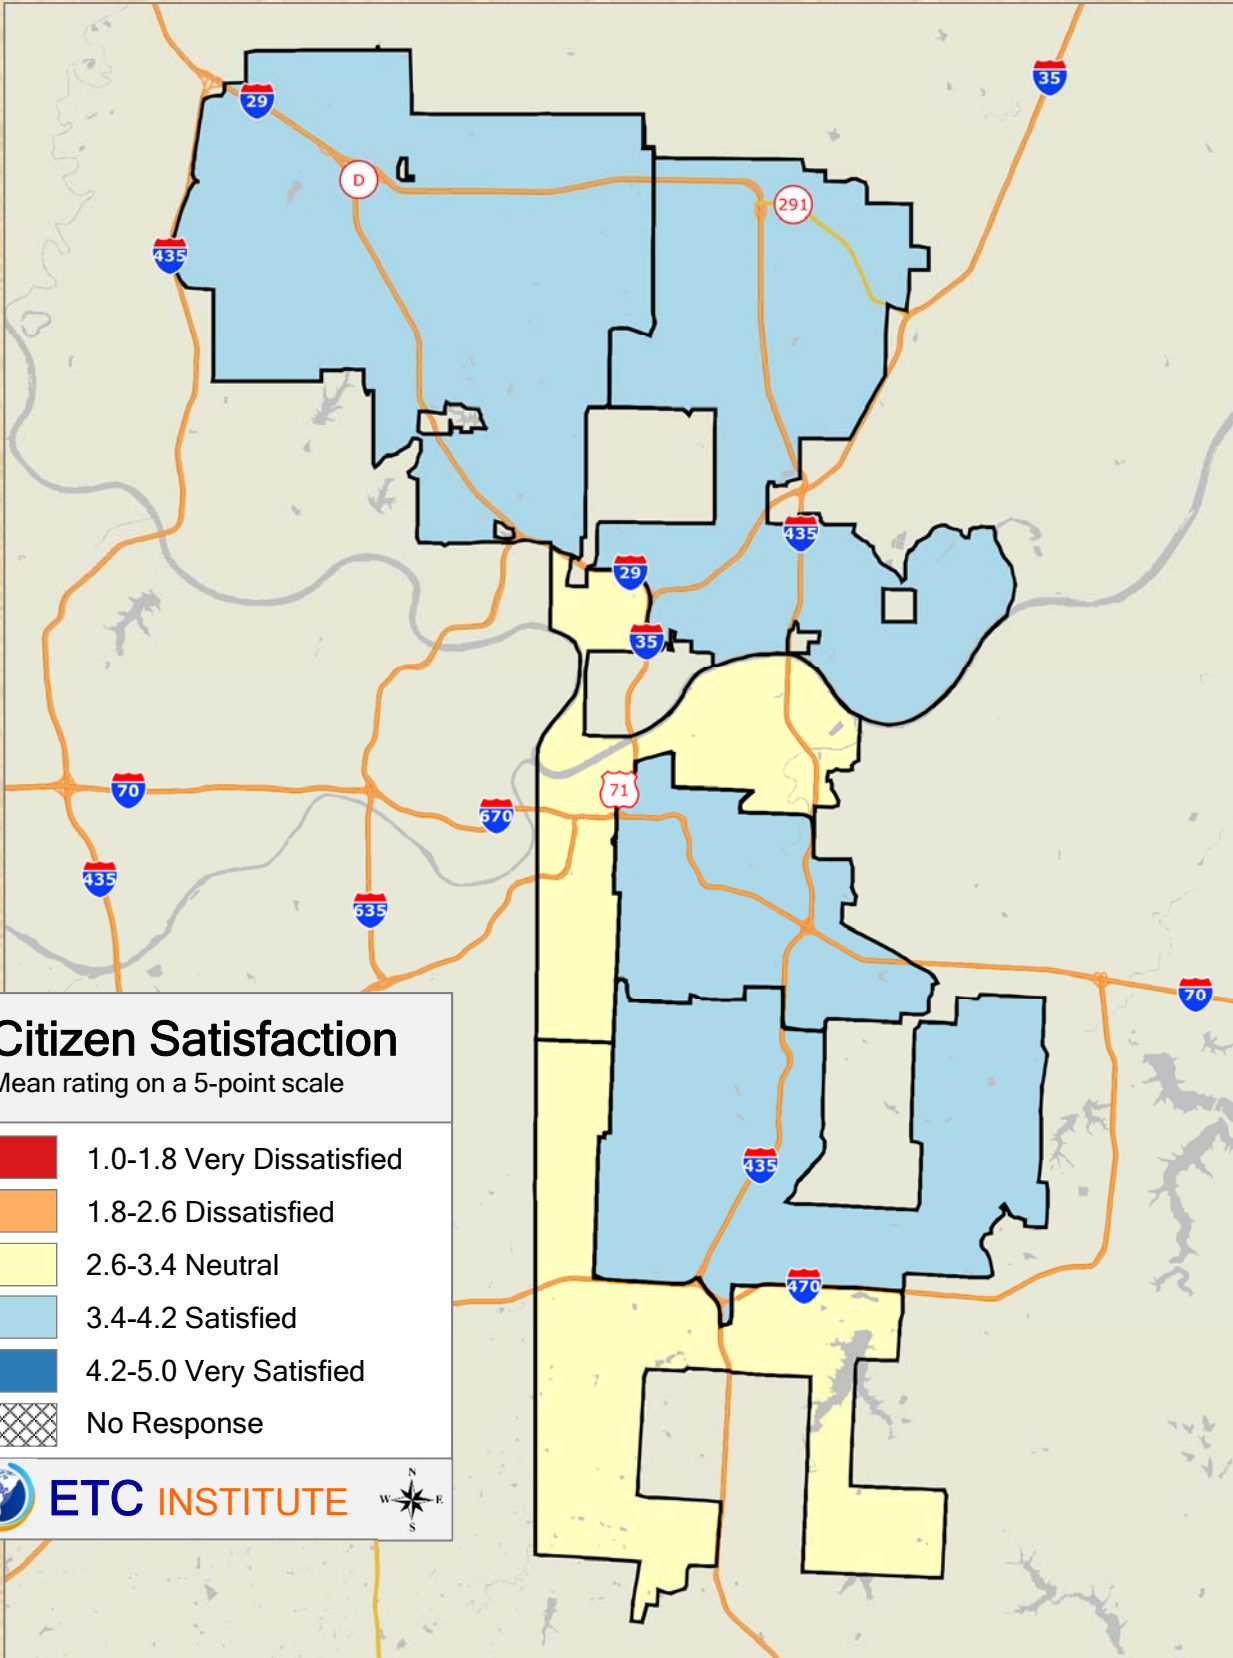 35
29
D
291
435
435
29
35
70
71
670
435
635
70
435
470
Citizen Satisfaction
Mean rating on a 5-point scale
1.0-1.8 Very Dissatisfied
1.8-2.6 Dissatisfied
2.6-3.4 Neutral
3.4-4.2 Satisfied
4.2-5.0 Very Satisfied
No Response
ETC INSTITUTE
N
W E
S